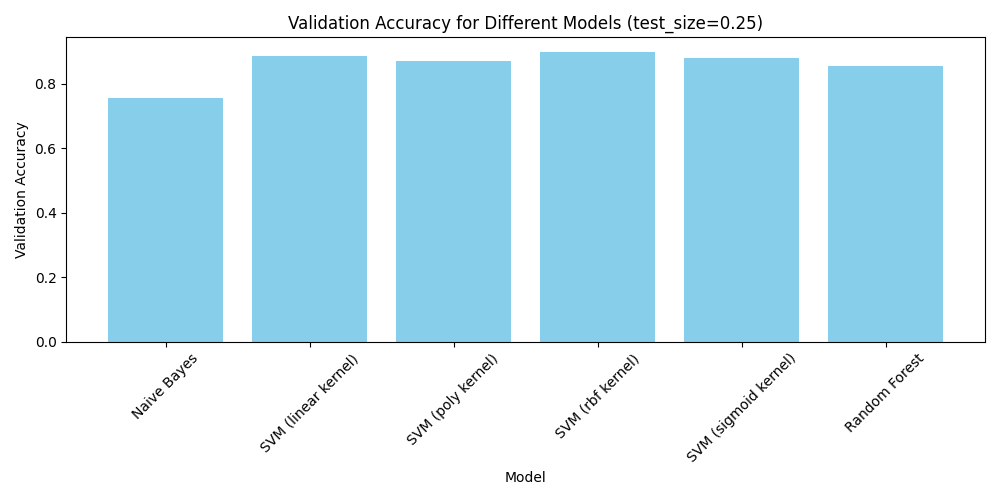 Validation Accuracy for Different Models (test_size=0.25)
Validation Accuracy
0.8
0.6
0.4
0.2
0.0
Naive Bayes
SVM (linear kernel)
SVM (poly kernel)
SVM (rbf kernel)
SVM (sigmoid kernel)
Random Forest
Model